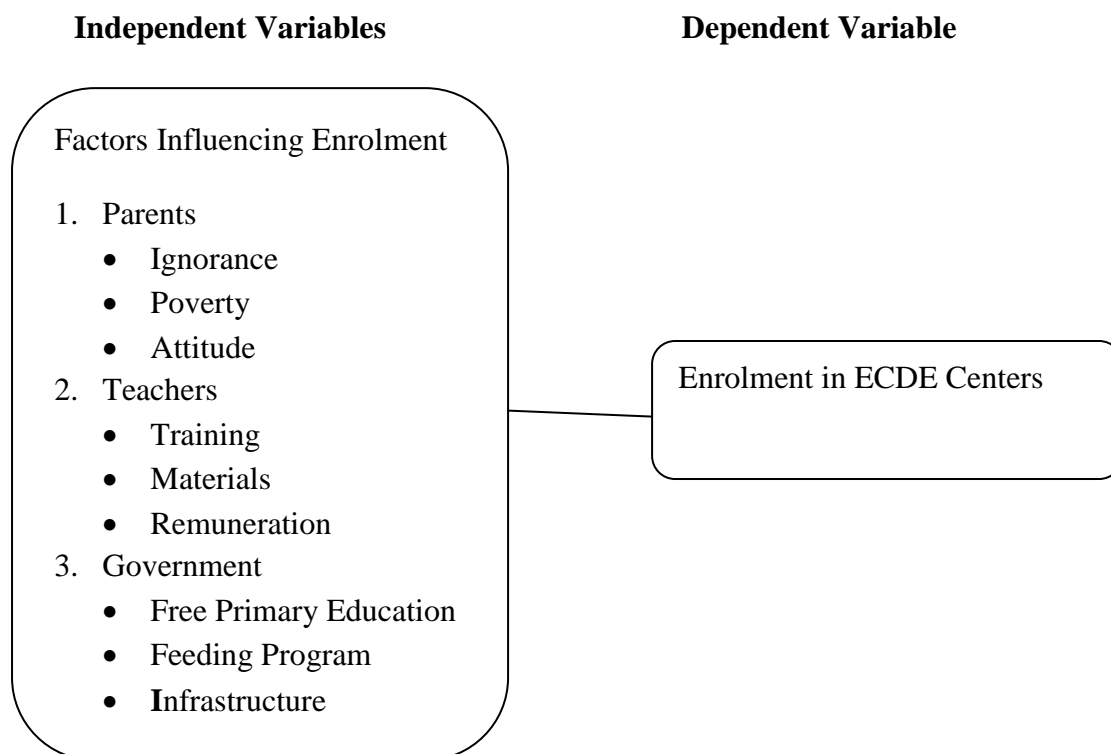 Independent Variables
Dependent Variable
Factors Influencing Enrolment
1. Parents
• Ignorance
• Poverty
• Attitude
2. Teachers
• Training
• Materials
• Remuneration
3. Government
• Free Primary Education
• Feeding Program
• Infrastructure
Enrolment in ECDE Centers